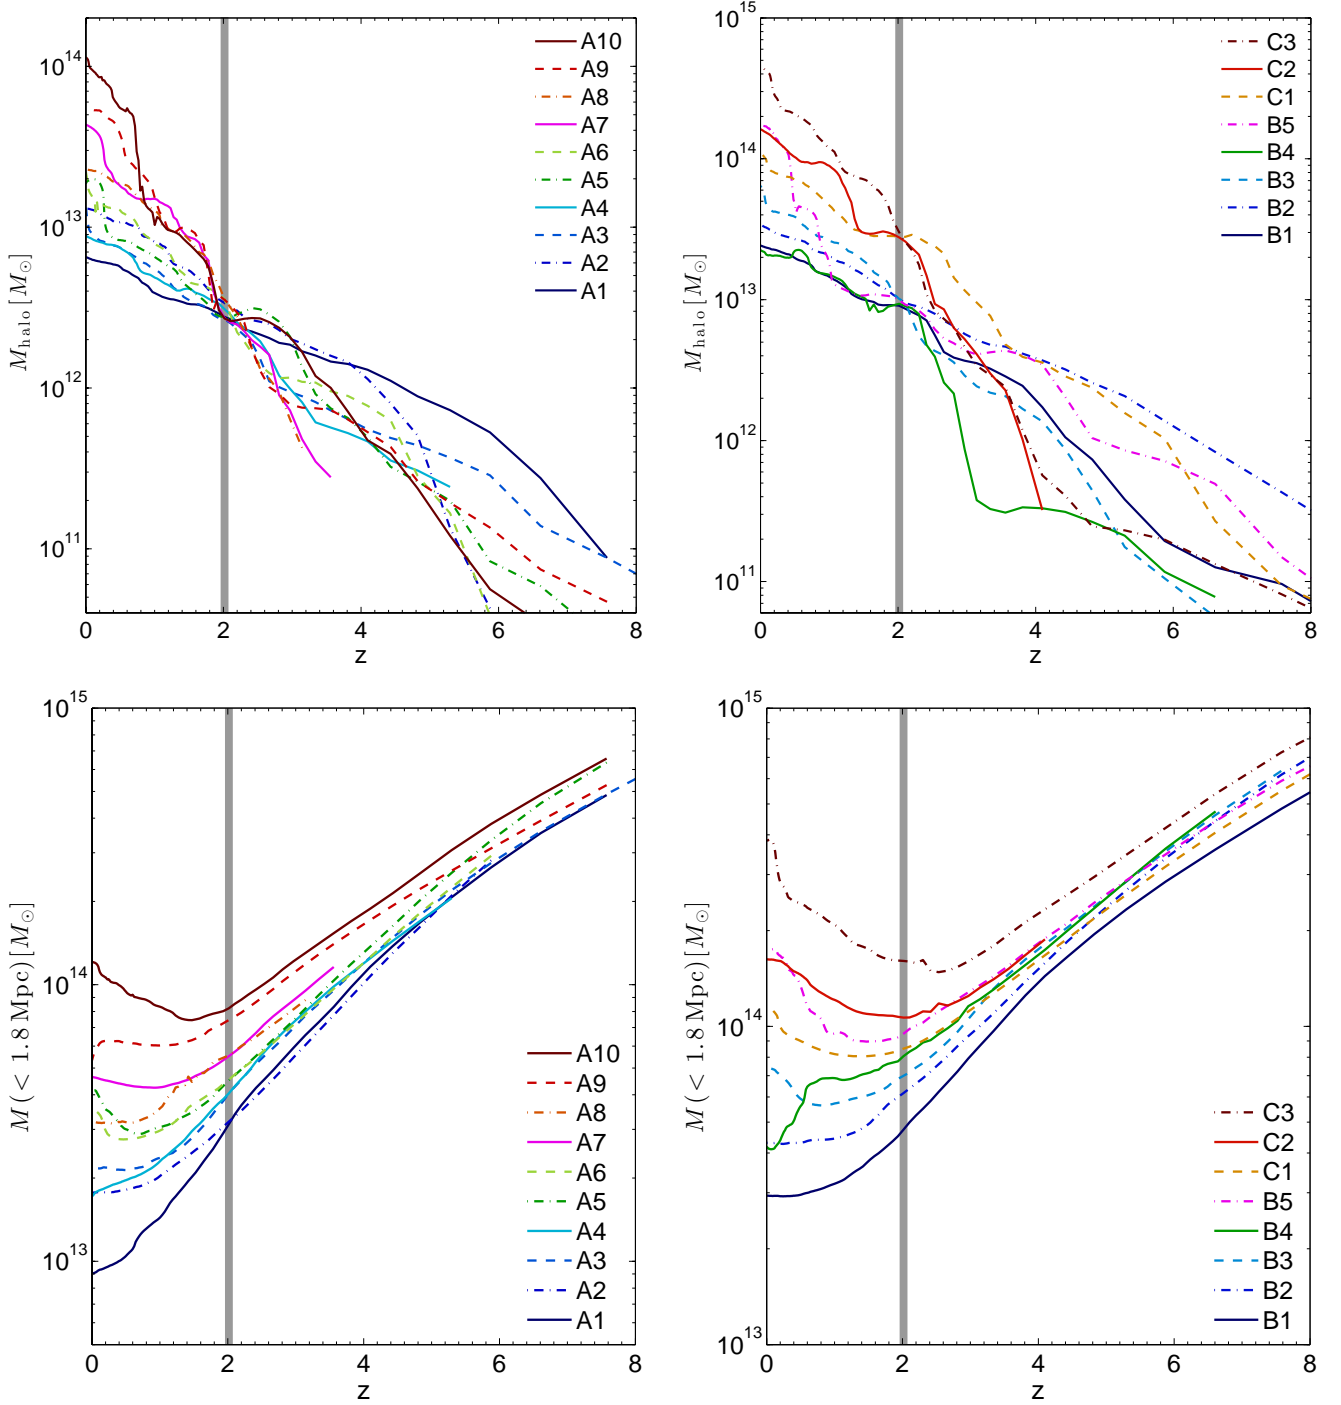 10^14
10^13
10^12
10^11
M_halo [M_⊙]
A10
A9
A8
A7
A6
A5
A4
A3
A2
A1
0 2 4 6 8
z
10^15
10^14
10^13
10^12
10^11
M_halo [M_⊙]
C3
C2
C1
B5
B4
B3
B2
B1
0 2 4 6 8
z
10^15
10^14
10^13
M(< 1.8 Mpc) [M_⊙]
A10
A9
A8
A7
A6
A5
A4
A3
A2
A1
0 2 4 6 8
z
10^15
10^14
10^13
M(< 1.8 Mpc) [M_⊙]
C3
C2
C1
B5
B4
B3
B2
B1
0 2 4 6 8
z